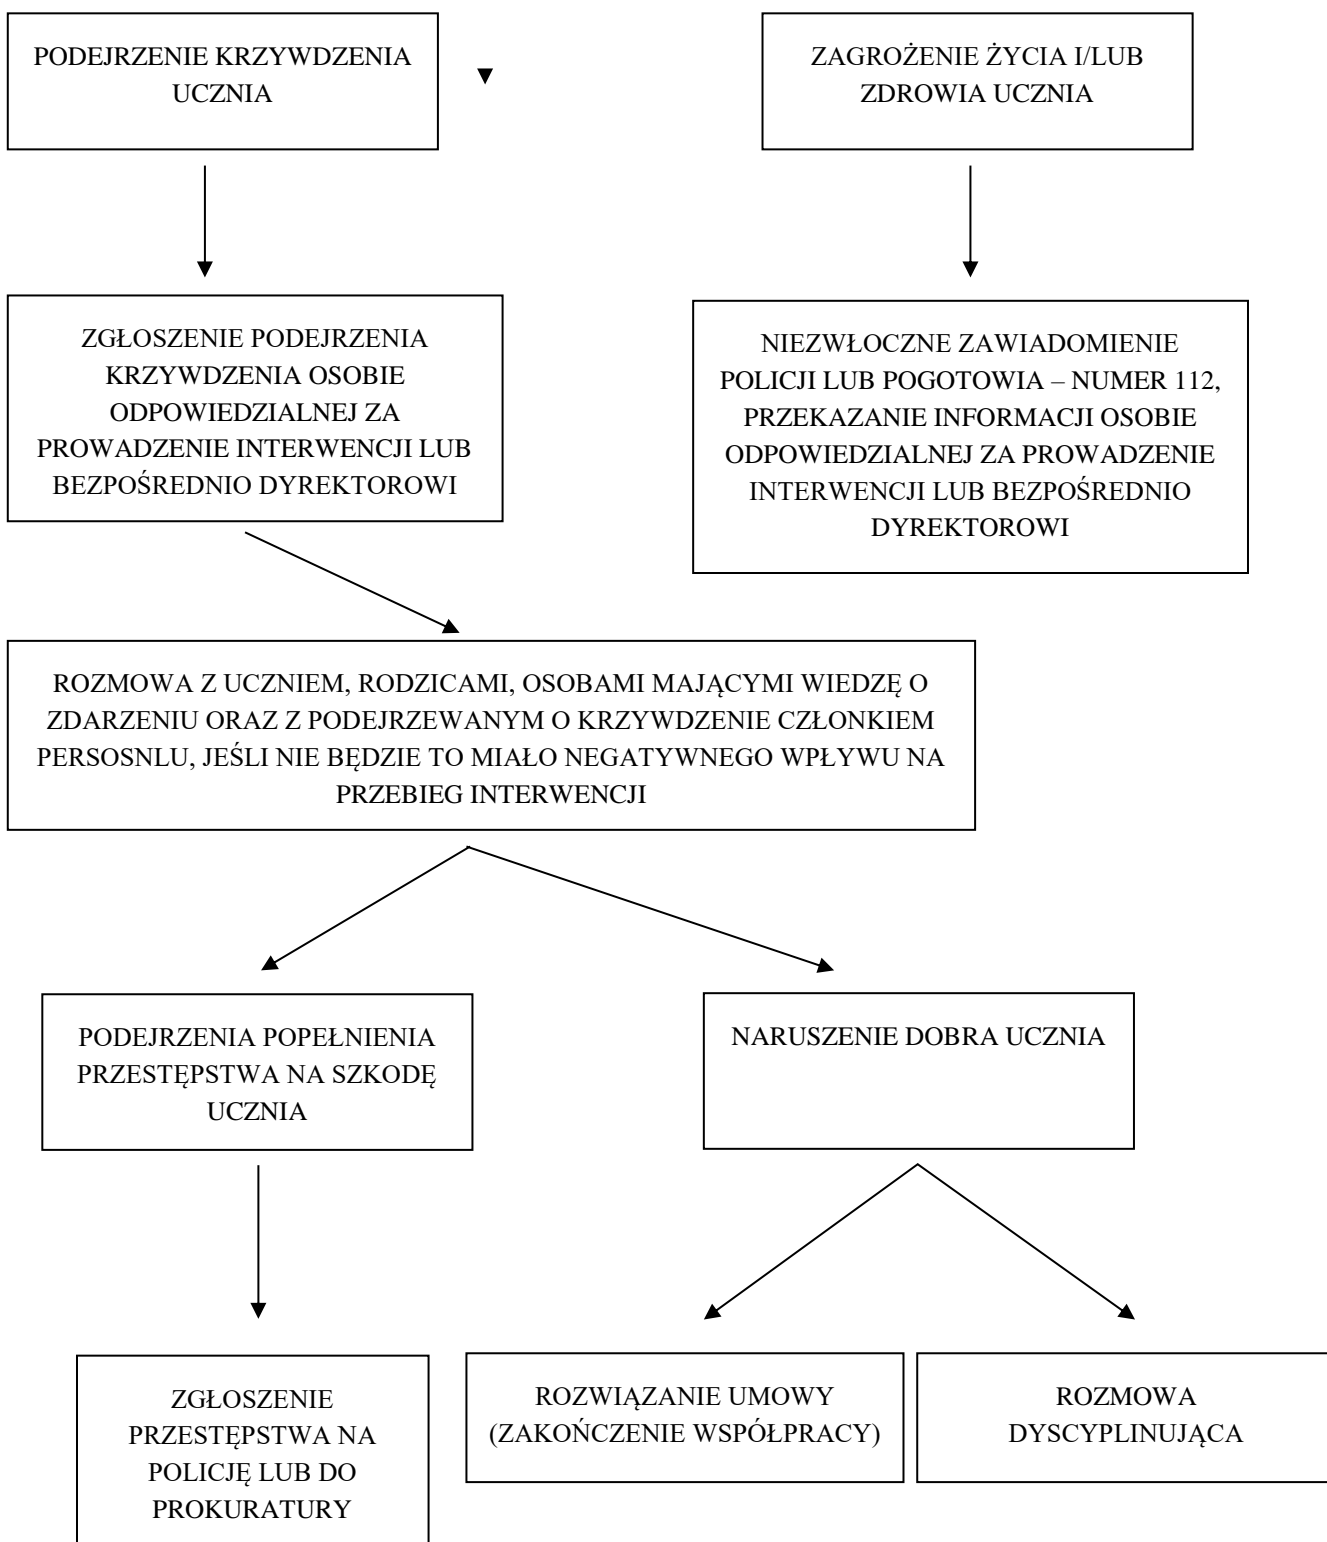 PODEJRZENIE KRZYWDZENIA
UCZNIA
ZAGROŻENIE ŻYCIA I/LUB
ZDROWIA UCZNIA
ZGŁOSZENIE PODEJRZENIA
KRZYWDZENIA OSOBIE
ODPOWIEDZIALNEJ ZA
PROWADZENIE INTERWENCJI LUB
BEZPOŚREDNIO DYREKTOROWI
NIEZWŁOCZNE ZAWIADOMIENIE
POLICJI LUB POGOTOWIA – NUMER 112,
PRZEKAZANIE INFORMACJI OSOBIE
ODPOWIEDZIALNEJ ZA PROWADZENIE
INTERWENCJI LUB BEZPOŚREDNIO
DYREKTOROWI
ROZMOWA Z UCZNIEM, RODZICAMI, OSOBAMI MAJĄCYMI WIEDZĘ O
ZDARZENIU ORAZ Z PODEJRZEWANYM O KRZYWDZENIE CZŁONKIEM
PERSOSNLU, JEŚLI NIE BĘDZIE TO MIAŁO NEGATYWNEGO WPŁYWU NA
PRZEBIEG INTERWENCJI
PODEJRZENIA POPEŁNIENIA
PRZESTĘPSTWA NA SZKODĘ
UCZNIA
NARUSZENIE DOBRA UCZNIA
ZGŁOSZENIE
PRZESTĘPSTWA NA
POLICJĘ LUB DO
PROKURATURY
ROZWIĄZANIE UMOWY
(ZAKOŃCZENIE WSPÓŁPRACY)
ROZMOWA
DYSCYPLINUJĄCA